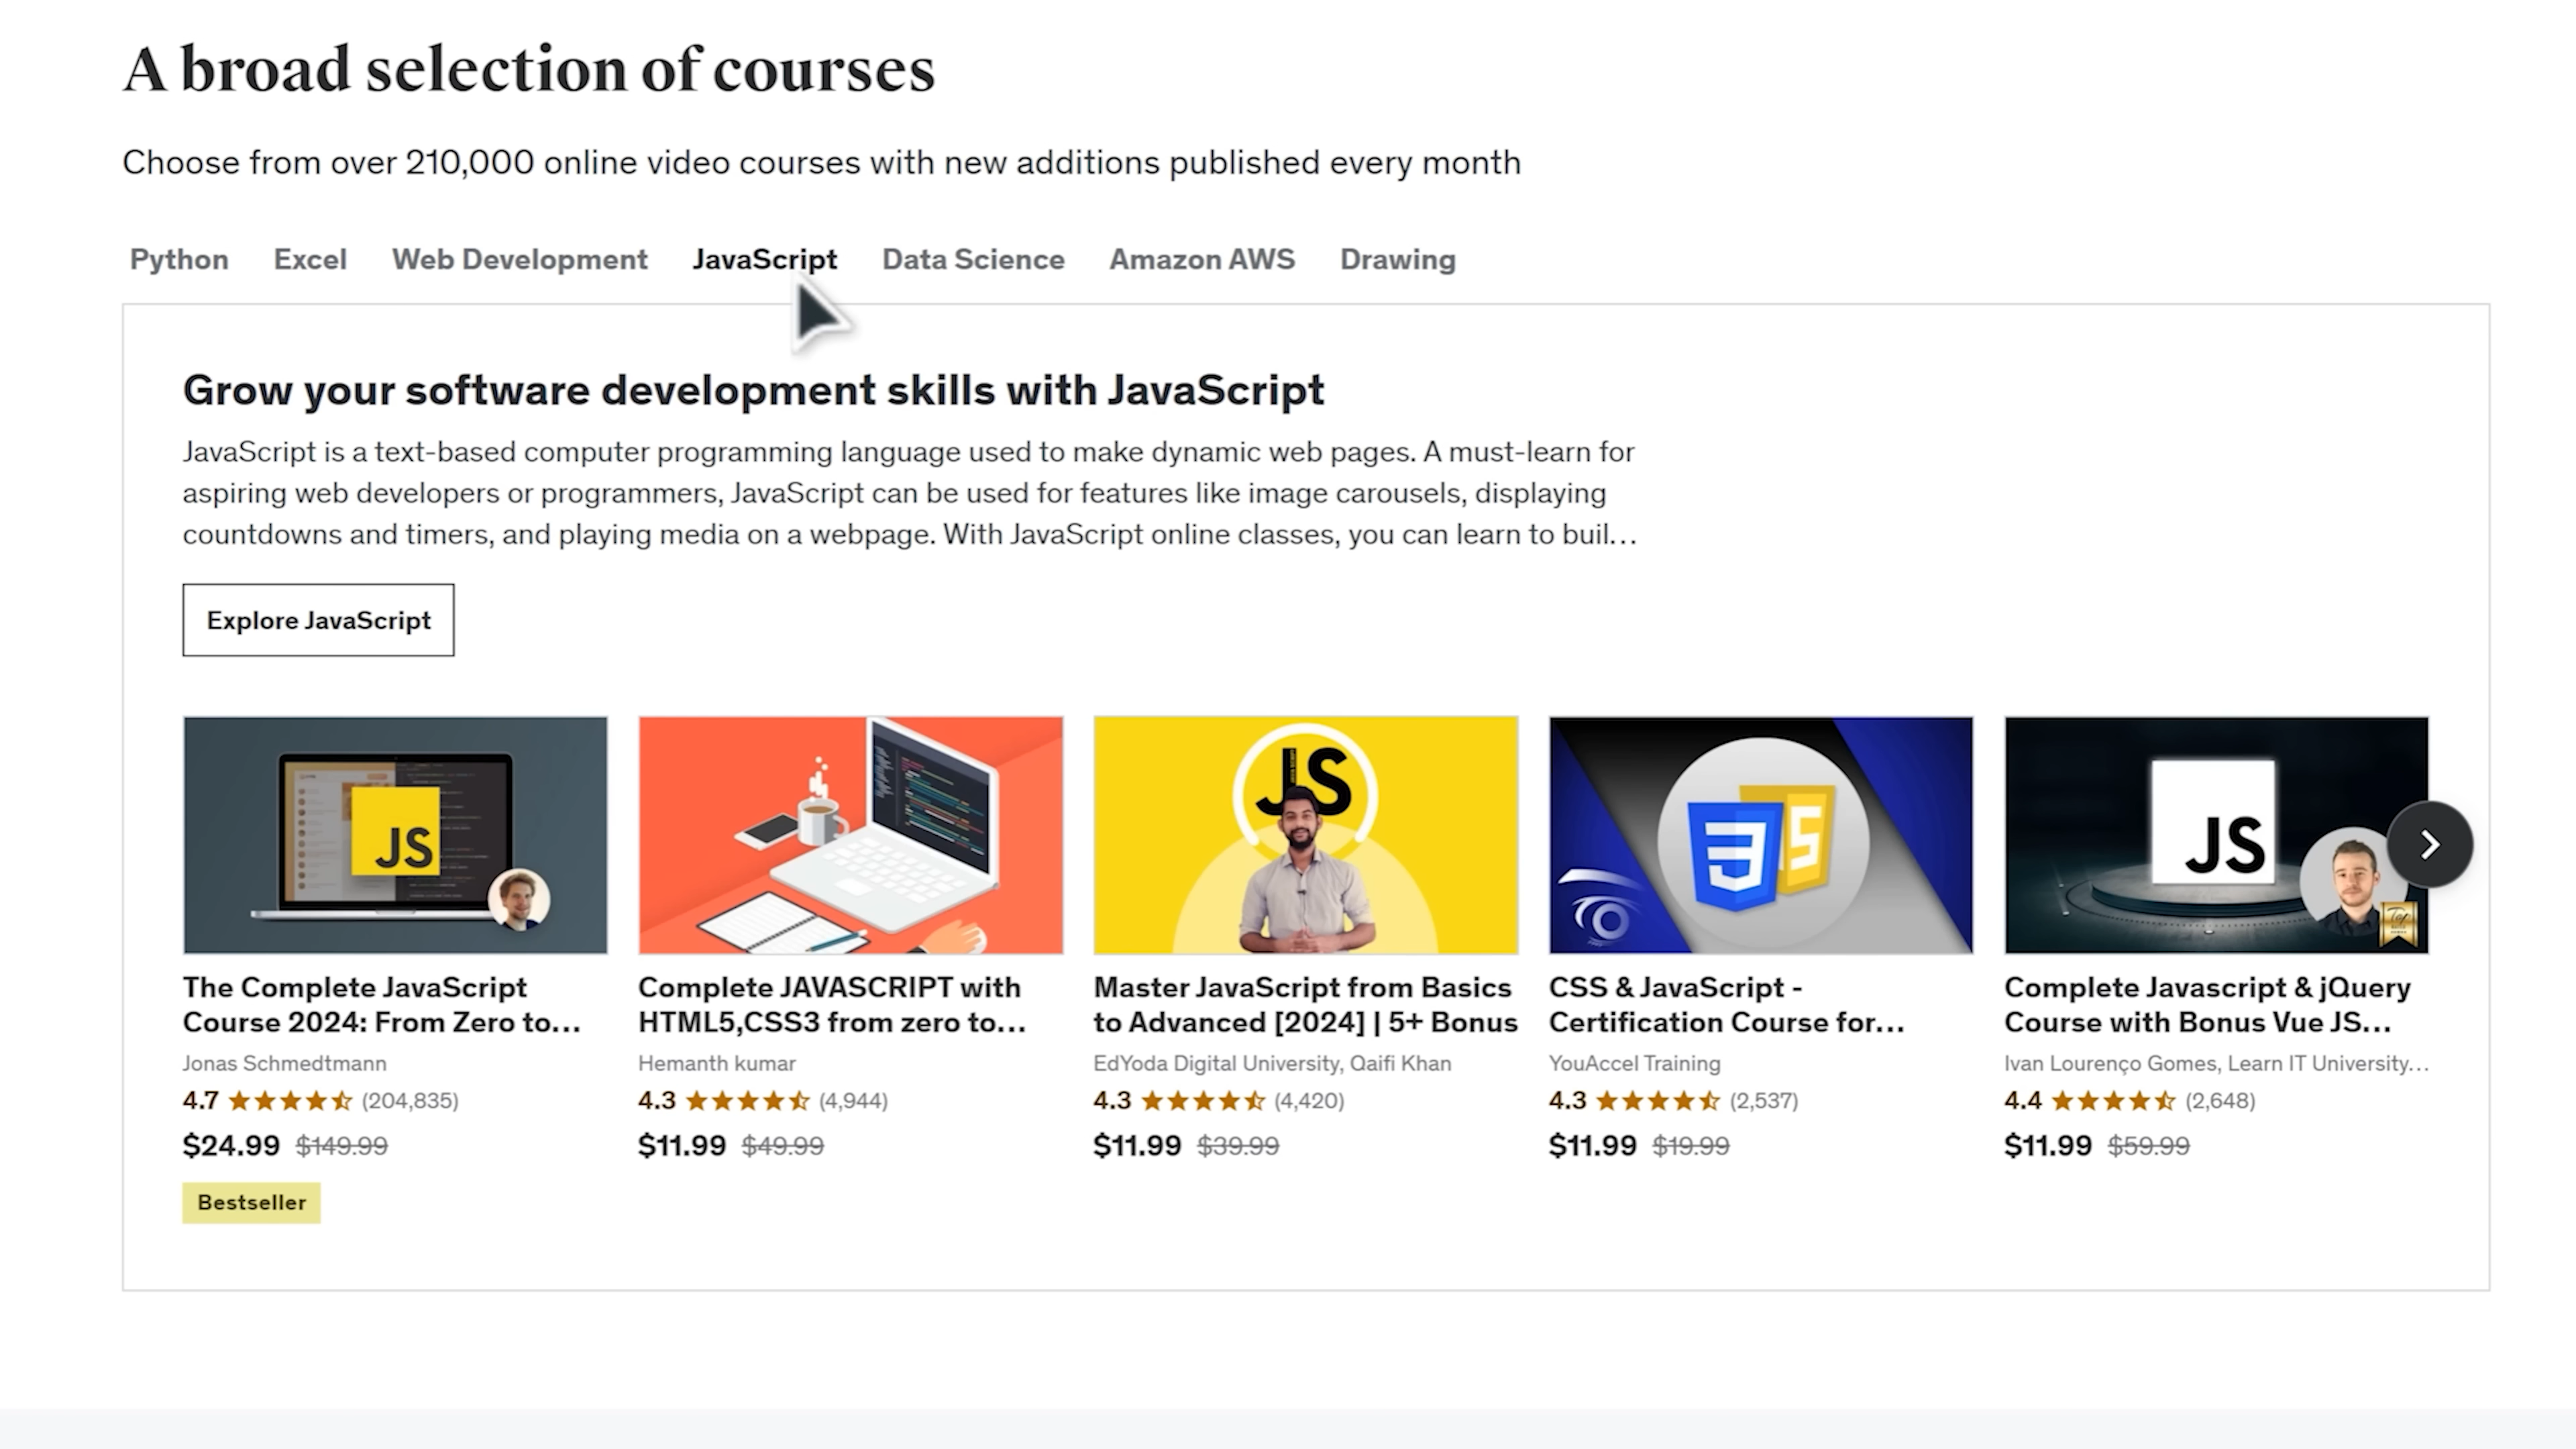 A broad selection of courses
Choose from over 210,000 online video courses with new additions published every month
Python Excel Web Development JavaScript Data Science Amazon AWS Drawing
Grow your software development skills with JavaScript
JavaScript is a text-based computer programming language used to make dynamic web pages. A must-learn for
aspiring web developers or programmers, JavaScript can be used for features like image carousels, displaying
countdowns and timers, and playing media on a webpage. With JavaScript online classes, you can learn to buil...
Explore JavaScript
JS
JS
3 5
JS
The Complete JavaScript
Course 2024: From Zero to...
Jonas Schmedtmann
4.7 (204,835)
$24.99 $149.99
Bestseller
Complete JAVASCRIPT with
HTML5,CSS3 from zero to...
Hemanth kumar
4.3 (4,944)
$11.99 $49.99
Master JavaScript from Basics
to Advanced [2024] | 5+ Bonus
EdYoda Digital University, Qaifi Khan
4.3 (4,420)
$11.99 $39.99
CSS & JavaScript -
Certification Course for...
YouAccel Training
4.3 (2,537)
$11.99 $19.99
Complete Javascript & jQuery
Course with Bonus Vue JS...
Ivan Lourenço Gomes, Learn IT University...
4.4 (2,648)
$11.99 $59.99